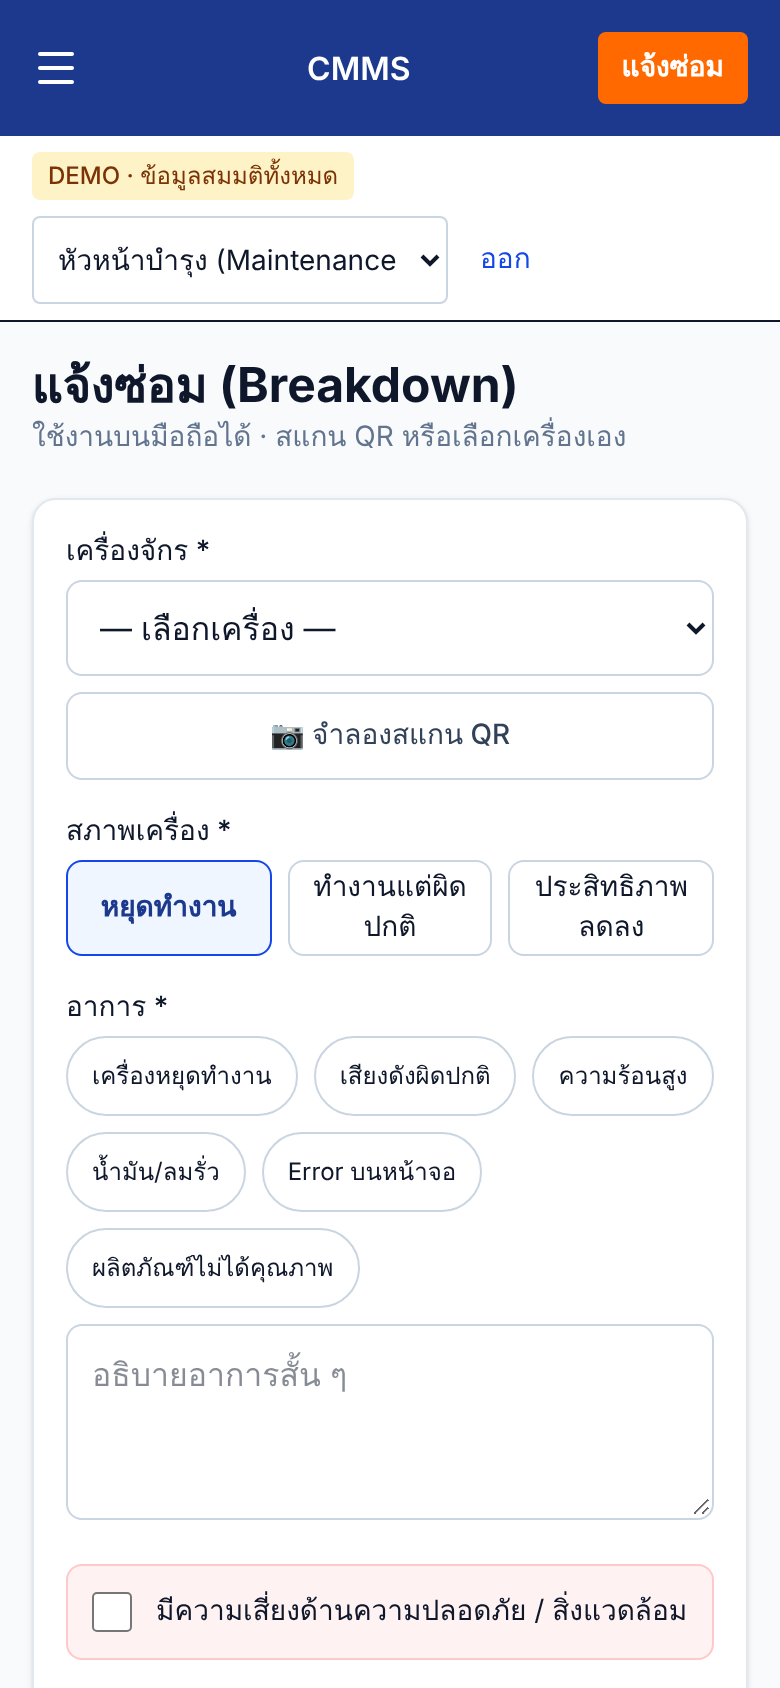 CMMS
แจ้งซ่อม
DEMO · ข้อมูลสมมติทั้งหมด
หัวหน้าบำรุง (Maintenance
ออก
แจ้งซ่อม (Breakdown)
ใช้งานบนมือถือได้ · สแกน QR หรือเลือกเครื่องเอง
เครื่องจักร *
— เลือกเครื่อง —
จำลองสแกน QR
สภาพเครื่อง *
หยุดทำงาน
ทำงานแต่ผิด
ปกติ
ประสิทธิภาพ
ลดลง
อาการ *
เครื่องหยุดทำงาน
เสียงดังผิดปกติ
ความร้อนสูง
น้ำมัน/ลมรั่ว
Error บนหน้าจอ
ผลิตภัณฑ์ไม่ได้คุณภาพ
อธิบายอาการสั้น ๆ
มีความเสี่ยงด้านความปลอดภัย / สิ่งแวดล้อม